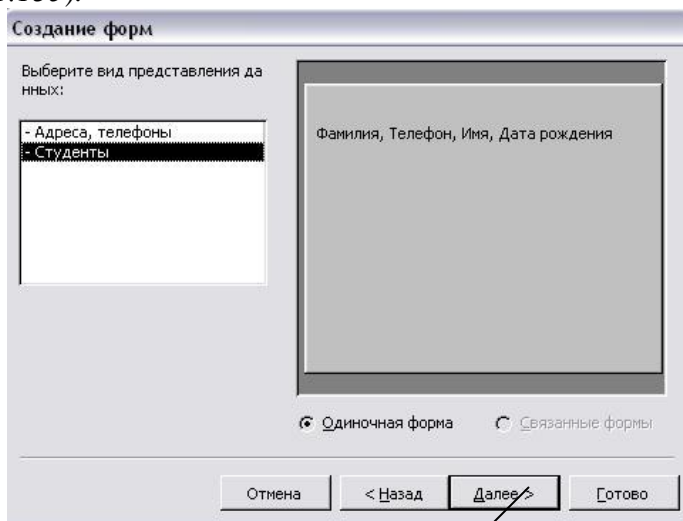 Создание форм
Выберите вид представления да
нных:
- Адреса, телефоны
- Студенты
Фамилия, Телефон, Имя, Дата рождения
Одиночная форма
Связанные формы
Отмена
< Назад
Далее >
Готово